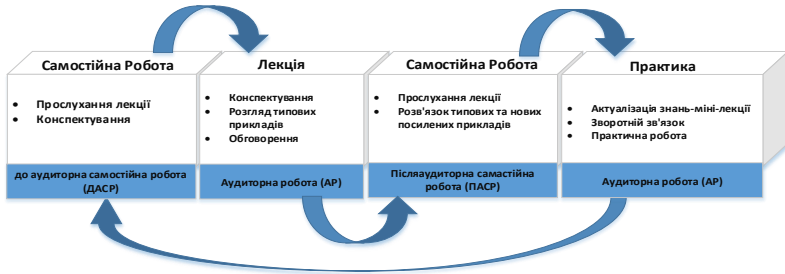 Самостійна Робота
• Прослухання лекції
• Конспектування
до аудиторна самостійна робота
(ДАСР)
Лекція
• Конспектування
• Розгляд типових
прикладів
• Обговорення
Аудиторна робота (АР)
Самостійна Робота
• Прослухання лекції
• Розв'язок типових та нових
посилених прикладів
Післяаудиторна самастійна
робота (ПАСР)
Практика
• Актуалізація знань-міні-лекції
• Зворотній зв'язок
• Практична робота
Аудиторна робота (АР)